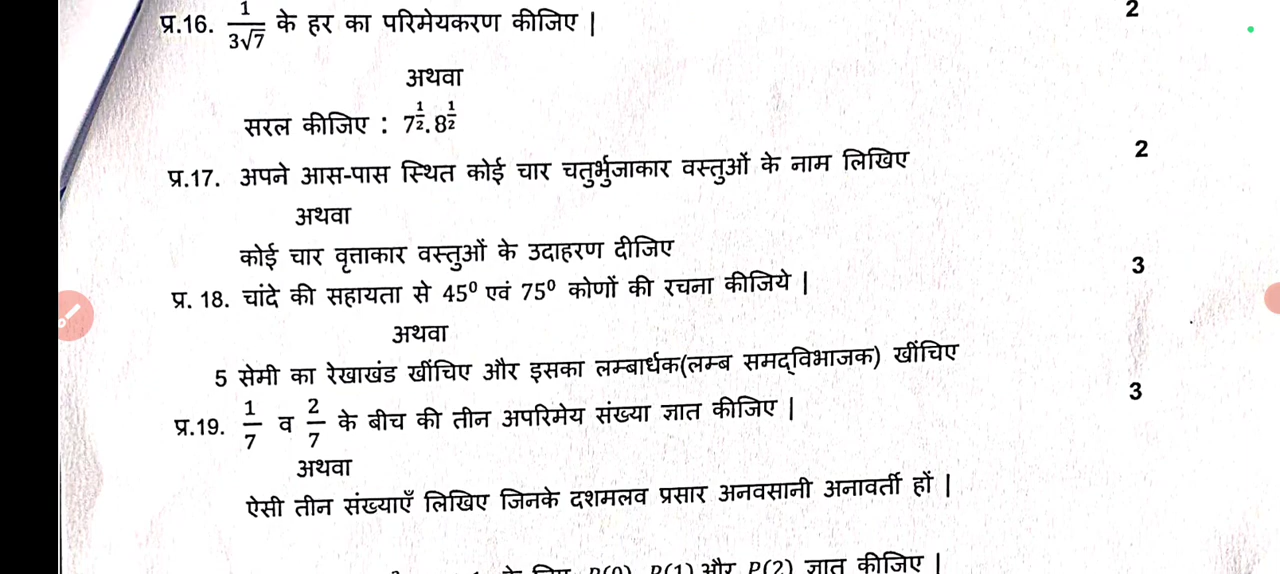 प्र.16. 1/(3√7) के हर का परिमेयकरण कीजिए | 2
अथवा
सरल कीजिए : 7^(1/2).8^(1/2)
प्र.17. अपने आस-पास स्थित कोई चार चतुर्भुजाकार वस्तुओं के नाम लिखिए 2
अथवा
कोई चार वृत्ताकार वस्तुओं के उदाहरण दीजिए
प्र. 18. चांदे की सहायता से 45⁰ एवं 75⁰ कोणों की रचना कीजिये | 3
अथवा
5 सेमी का रेखाखंड खींचिए और इसका लम्बार्धक(लम्ब समद्विभाजक) खींचिए
प्र.19. 1/7 व 2/7 के बीच की तीन अपरिमेय संख्या ज्ञात कीजिए | 3
अथवा
ऐसी तीन संख्याएँ लिखिए जिनके दशमलव प्रसार अनवसानी अनावर्ती हों |
P(1) और P(2) ज्ञात कीजिए |